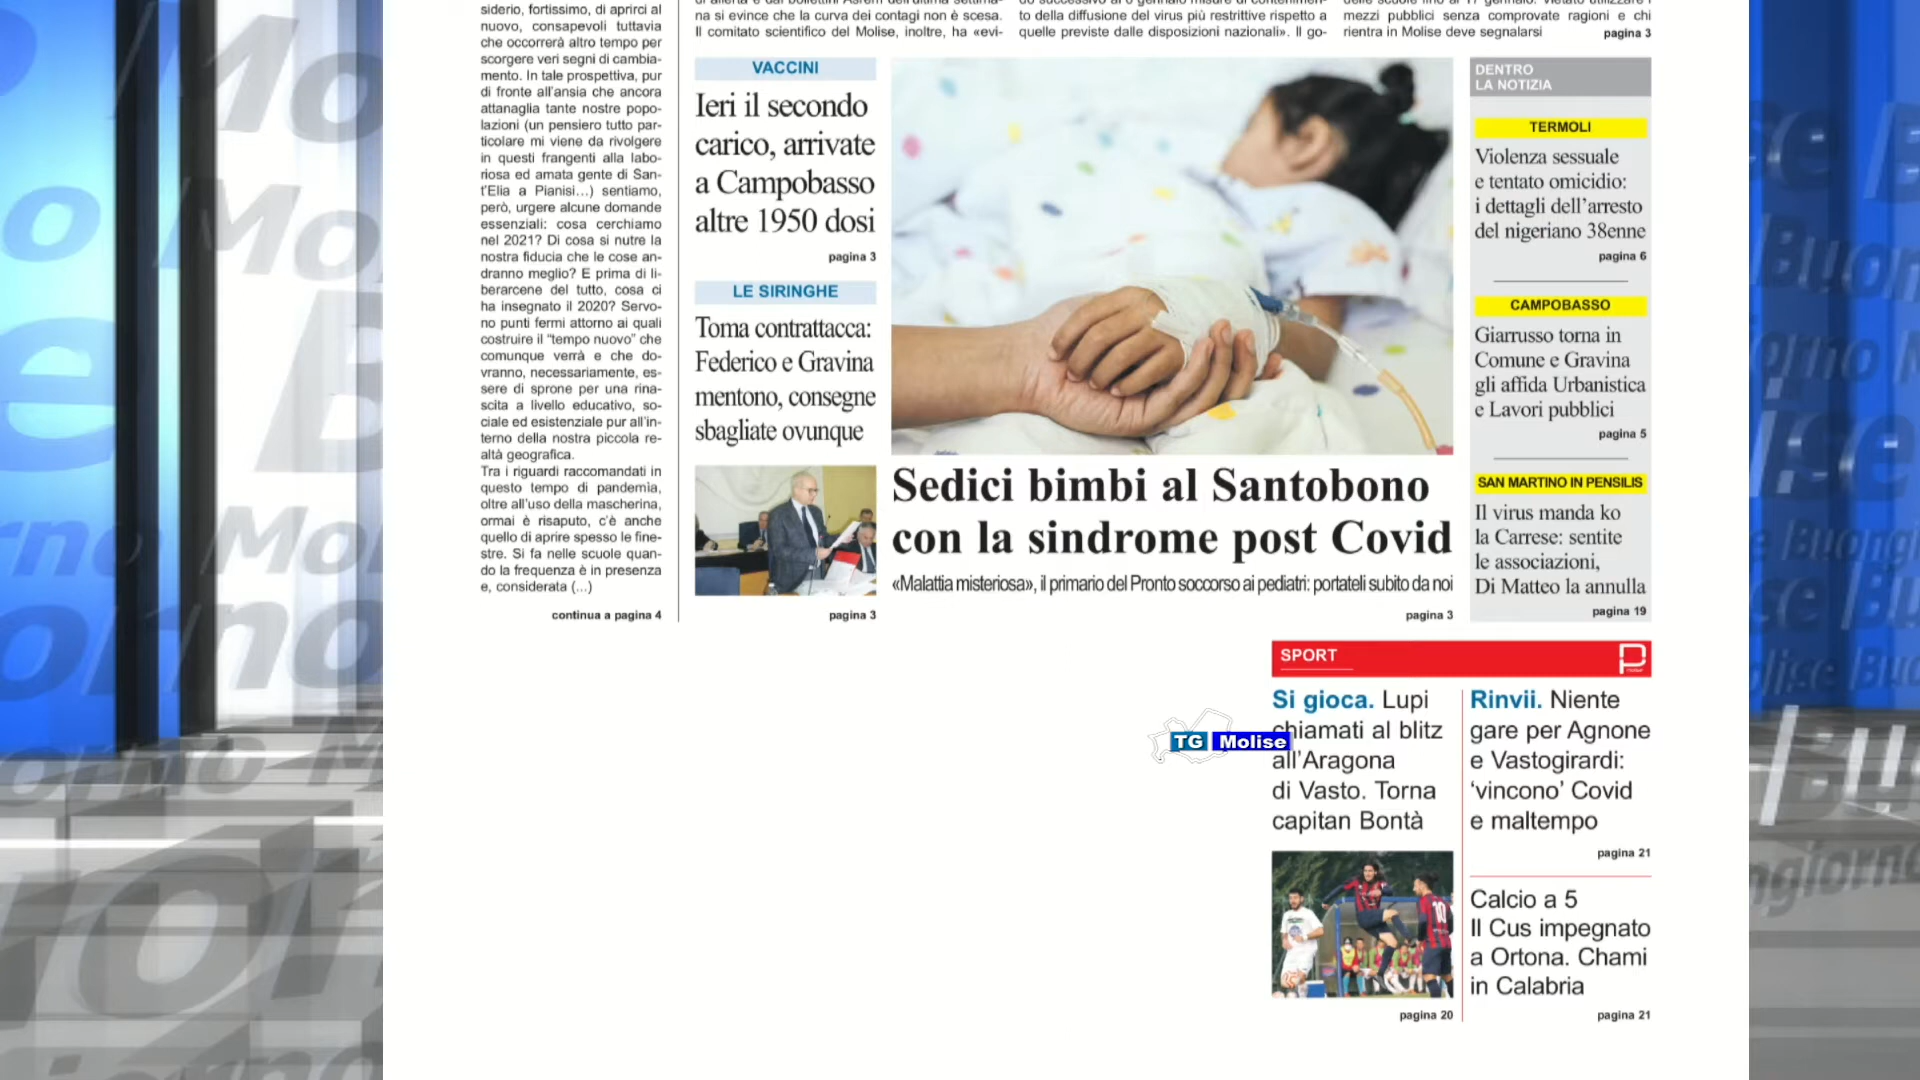 siderio, fortissimo, di aprirci al
nuovo, consapevoli tuttavia
che occorrerà altro tempo per
scorgere veri segni di cambia-
mento. In tale prospettiva, pur
di fronte all'ansia che ancora
attanaglia tante nostre popo-
lazioni (un pensiero tutto par-
ticolare mi viene da rivolgere
in questi frangenti alla labo-
riosa ed amata gente di San-
t'Elia a Pianisi...) sentiamo,
però, urgere alcune domande
essenziali: cosa cerchiamo
nel 2021? Di cosa si nutre la
nostra fiducia che le cose an-
dranno meglio? E prima di li-
berarcene del tutto, cosa ci
ha insegnato il 2020? Servo-
no punti fermi attorno ai quali
costruire il "tempo nuovo" che
comunque verrà e che do-
vranno, necessariamente, es-
sere di sprone per una rina-
scita a livello educativo, so-
ciale ed esistenziale pur all'in-
terno della nostra piccola re-
altà geografica.
Tra i riguardi raccomandati in
questo tempo di pandemia,
oltre all'uso della mascherina,
ormai è risaputo, c'è anche
quello di aprire spesso le fine-
stre. Si fa nelle scuole quan-
do la frequenza è in presenza
e, considerata (...)
continua a pagina 4
na si evince che la curva dei contagi non è scesa.
Il comitato scientifico del Molise, inoltre, ha «evi-
to della diffusione del virus più restrittive rispetto a
quelle previste dalle disposizioni nazionali». Il go-
mezzi pubblici senza comprovate ragioni e chi
rientra in Molise deve segnalarsi
pagina 3
VACCINI
Ieri il secondo
carico, arrivate
a Campobasso
altre 1950 dosi
pagina 3
LE SIRINGHE
Toma contrattacca:
Federico e Gravina
mentono, consegne
sbagliate ovunque
pagina 3
Sedici bimbi al Santobono
con la sindrome post Covid
«Malattia misteriosa», il primario del Pronto soccorso ai pediatri: portateli subito da noi
pagina 3
DENTRO
LA NOTIZIA
TERMOLI
Violenza sessuale
e tentato omicidio:
i dettagli dell'arresto
del nigeriano 38enne
pagina 6
CAMPOBASSO
Giarrusso torna in
Comune e Gravina
gli affida Urbanistica
e Lavori pubblici
pagina 5
SAN MARTINO IN PENSILIS
Il virus manda ko
la Carrese: sentite
le associazioni,
Di Matteo la annulla
pagina 19
SPORT
Si gioca. Lupi
chiamati al blitz
all'Aragona
di Vasto. Torna
capitan Bontà
pagina 20
Rinvii. Niente
gare per Agnone
e Vastogirardi:
'vincono' Covid
e maltempo
pagina 21
Calcio a 5
Il Cus impegnato
a Ortona. Chami
in Calabria
pagina 21
TG Molise